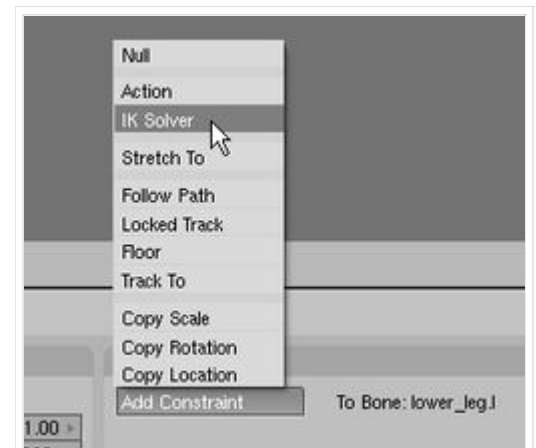 Null
Action
IK Solver
Stretch To
Follow Path
Locked Track
Floor
Track To
Copy Scale
Copy Rotation
Copy Location
Add Constraint
To Bone: lower_leg.l
1.00